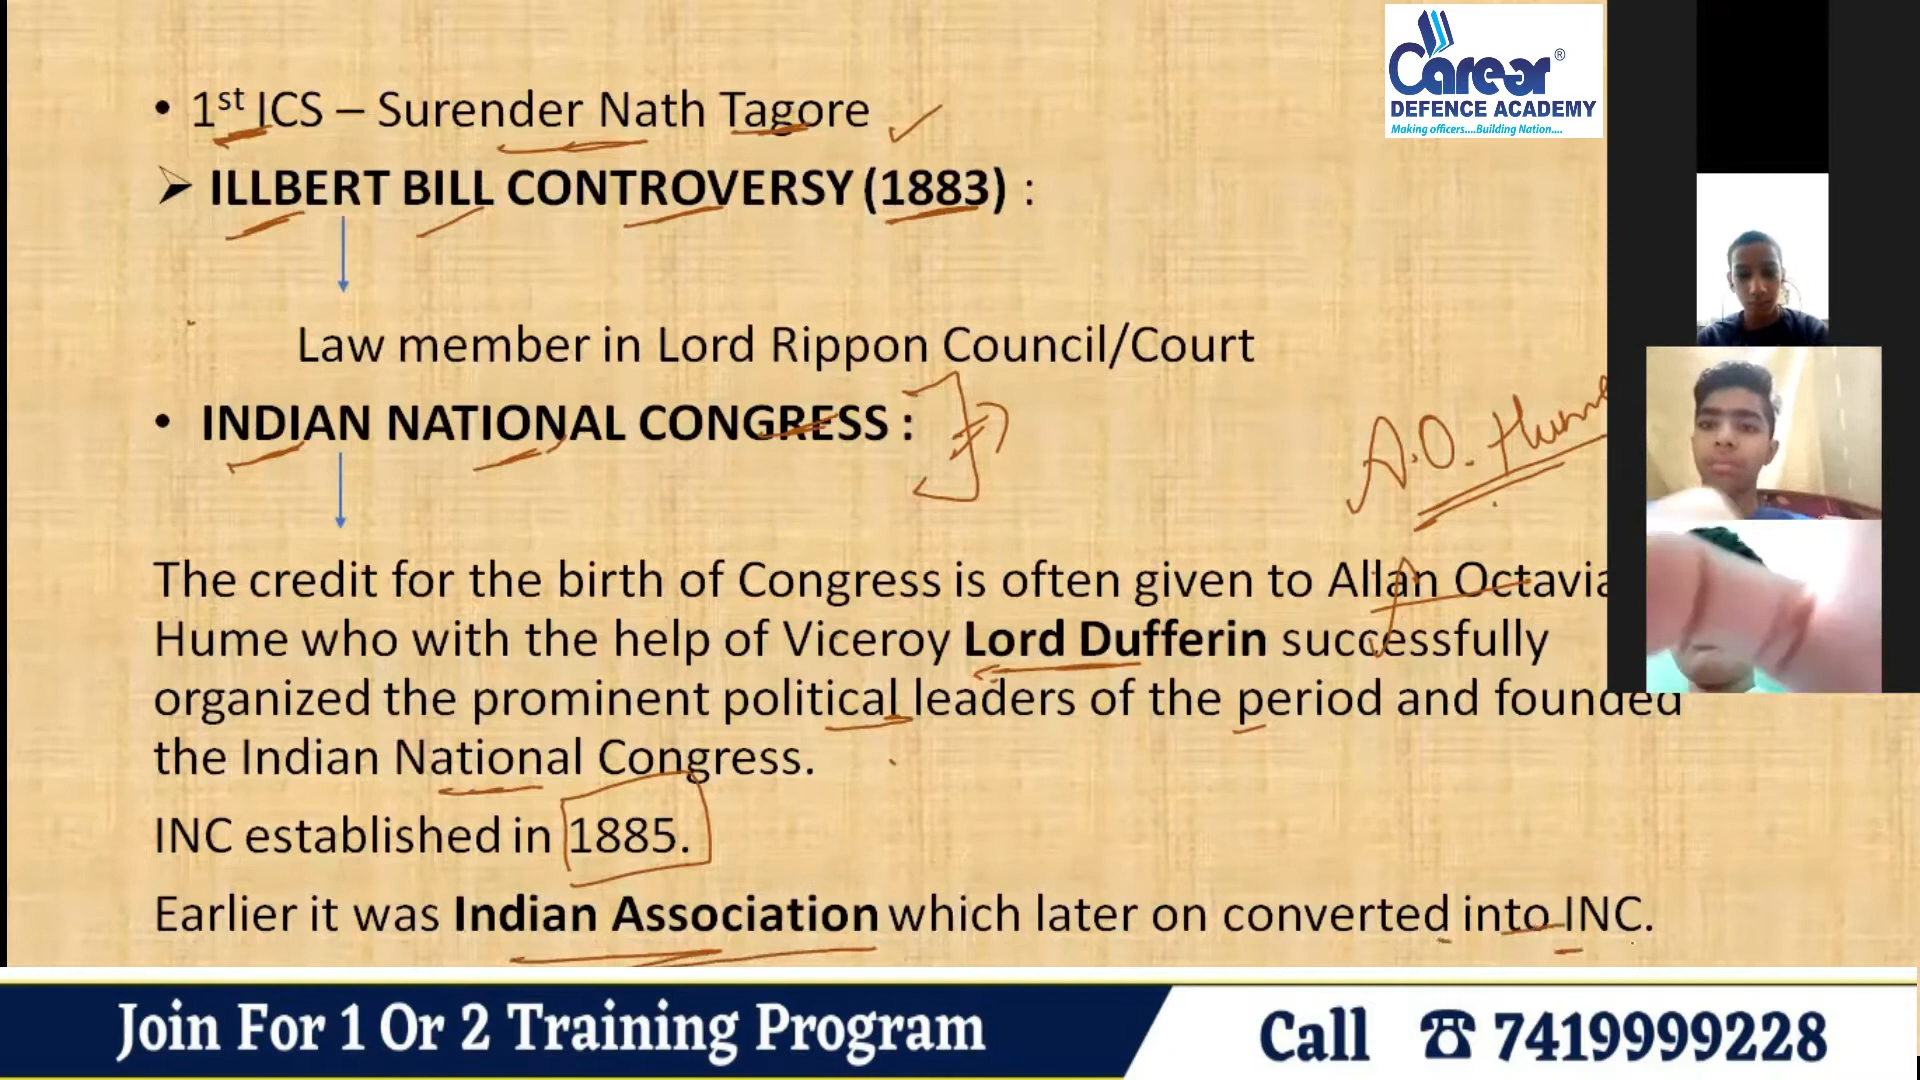 • 1st ICS – Surender Nath Tagore
➢ ILLBERT BILL CONTROVERSY (1883) :
Law member in Lord Rippon Council/Court
• INDIAN NATIONAL CONGRESS :
A.O. Hume
The credit for the birth of Congress is often given to Allan Octavia
Hume who with the help of Viceroy Lord Dufferin successfully
organized the prominent political leaders of the period and founded
the Indian National Congress.
INC established in 1885.
Earlier it was Indian Association which later on converted into INC.
Carear®
DEFENCE ACADEMY
Making officers....Building Nation....
Join For 1 Or 2 Training Program
Call ☎ 7419999228